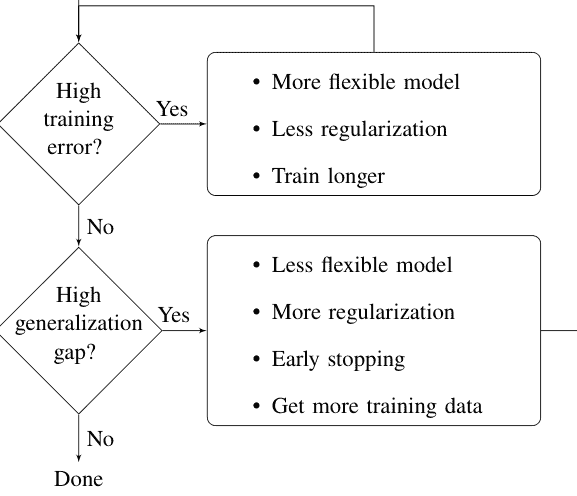 High
training
error?
Yes
• More flexible model
• Less regularization
• Train longer
No
High
generalization
gap?
Yes
• Less flexible model
• More regularization
• Early stopping
• Get more training data
No
Done